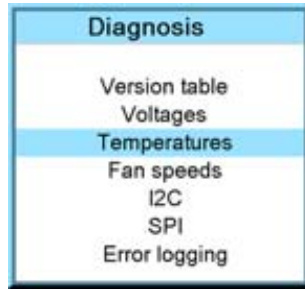 Diagnosis
Version table
Voltages
Temperatures
Fan speeds
I2C
SPI
Error logging